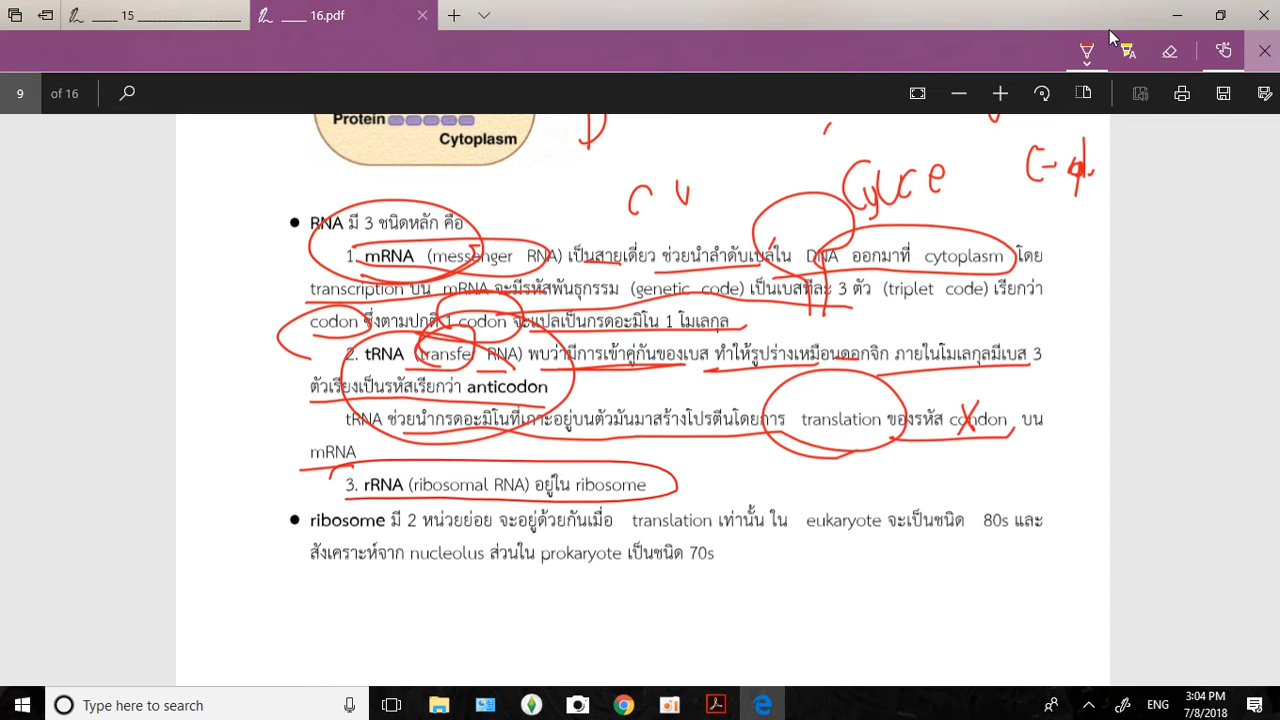 ____ 15 ____________________
____ 16.pdf
9 of 16
Protein
Cytoplasm
RNA มี 3 ชนิดหลัก คือ
1. mRNA (messenger RNA) เป็นสายเดี่ยว ช่วยนำลำดับเบสใน DNA ออกมาที่ cytoplasm โดย
transcription บน mRNA จะมีรหัสพันธุกรรม (genetic code) เป็นเบสทีละ 3 ตัว (triplet code) เรียกว่า
codon ซึ่งตามปกติ 1 codon จะแปลเป็นกรดอะมิโน 1 โมเลกุล
2. tRNA (transfe RNA) พบว่ามีการเข้าคู่กันของเบส ทำให้รูปร่างเหมือนดอกจิก ภายในโมเลกุลมีเบส 3
ตัวเรียงเป็นรหัสเรียกว่า anticodon
tRNA ช่วยนำกรดอะมิโนที่เกาะอยู่บนตัวมันมาสร้างโปรตีนโดยการ translation ของรหัส condon บน
mRNA
3. rRNA (ribosomal RNA) อยู่ใน ribosome
ribosome มี 2 หน่วยย่อย จะอยู่ด้วยกันเมื่อ translation เท่านั้น ใน eukaryote จะเป็นชนิด 80s และ
สังเคราะห์จาก nucleolus ส่วนใน prokaryote เป็นชนิด 70s
Type here to search
ENG
3:04 PM
7/8/2018